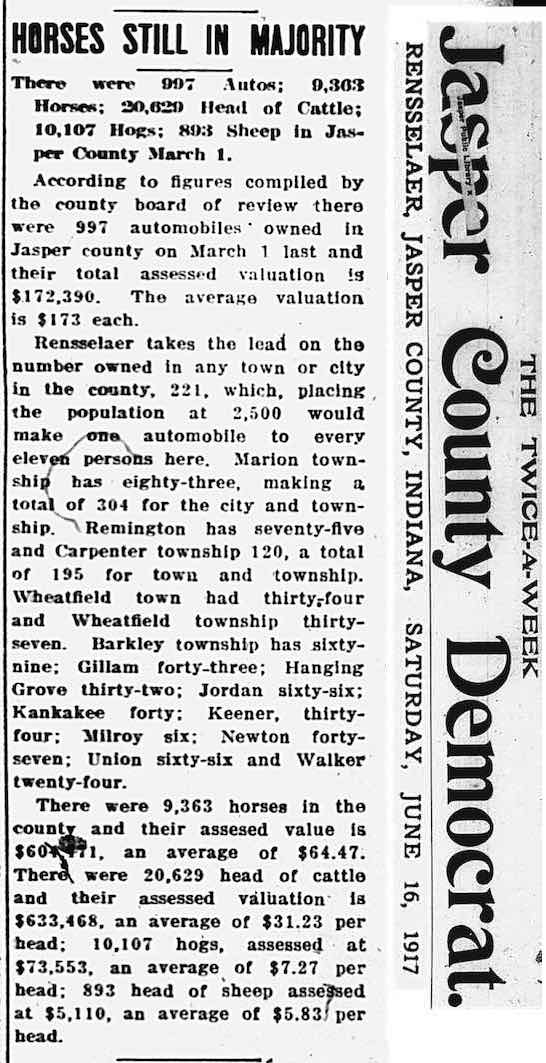 HORSES STILL IN MAJORITY
There were 997 Autos; 9,363
Horses; 20,629 Head of Cattle;
10,107 Hogs; 893 Sheep in Jas-
per County March 1.
According to figures compiled by
the county board of review there
were 997 automobiles owned in
Jasper county on March 1 last and
their total assessed valuation is
$172,390. The average valuation
is $173 each.
Rensselaer takes the lead on the
number owned in any town or city
in the county, 221, which, placing
the population at 2,500 would
make one automobile to every
eleven persons here. Marion town-
ship has eighty-three, making a
total of 304 for the city and town-
ship. Remington has seventy-five
and Carpenter township 120, a total
of 195 for town and township.
Wheatfield town had thirty-four
and Wheatfield township thirty-
seven. Barkley township has sixty-
nine; Gillam forty-three; Hanging
Grove thirty-two; Jordan sixty-six;
Kankakee forty; Keener, thirty-
four; Milroy six; Newton forty-
seven; Union sixty-six and Walker
twenty-four.
There were 9,363 horses in the
county and their assesed value is
an average of $64.47.
There were 20,629 head of cattle
and their assessed valuation is
$633,468, an average of $31.23 per
head; 10,107 hogs, assessed at
$73,553, an average of $7.27 per
head; 893 head of sheep assessed
at $5,110, an average of $5.83 per
head.
THE TWICE-A-WEEK
Jasper County Democrat.
Jasper Public Library
RENSSELAER, JASPER COUNTY, INDIANA, SATURDAY, JUNE 16, 1917